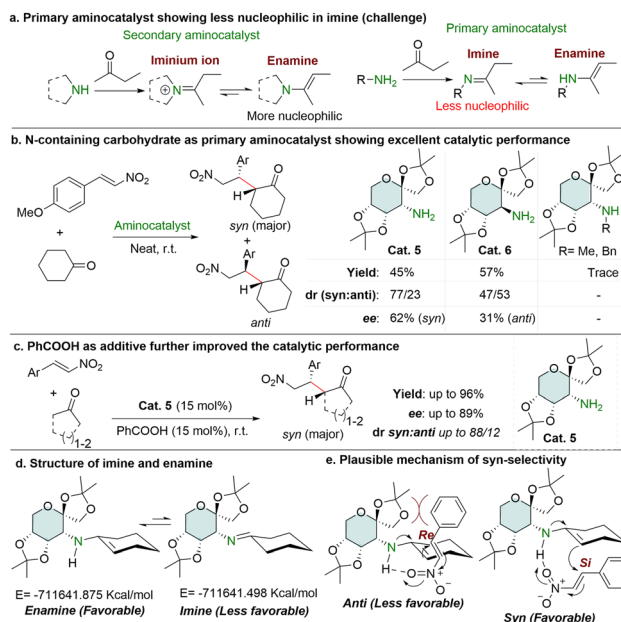 a. Primary aminocatalyst showing less nucleophilic in imine (challenge)
Secondary aminocatalyst
Primary aminocatalyst
O
O
Iminium ion
Enamine
Imine
Enamine
NH
N
N
R-NH2
N
R
HN
R
More nucleophilic
Less nucleophilic
b. N-containing carbohydrate as primary aminocatalyst showing excellent catalytic performance
MeO
NO2
+
O
Aminocatalyst
Neat, r.t.
O2N
Ar
O
H
syn (major)
+
O2N
Ar
O
H
anti
O
O
O
O
O
NH2
O
O
O
O
O
NH2
O
O
O
O
O
NH
R
Cat. 5
Cat. 6
R= Me, Bn
Yield:
45%
57%
Trace
dr (syn:anti)
77/23
47/53
-
ee:
62% (syn)
31% (anti)
-
c. PhCOOH as additive further improved the catalytic performance
Ar
NO2
+
O
1-2
Cat. 5 (15 mol%)
PhCOOH (15 mol%), r.t.
O2N
Ar
O
H
1-2
syn (major)
Yield: up to 96%
ee: up to 89%
dr syn:anti up to 88/12
O
O
O
O
O
NH2
Cat. 5
d. Structure of imine and enamine
e. Plausible mechanism of syn-selectivity
O
O
O
O
O
N
H
E= -711641.875 Kcal/mol
Enamine (Favorable)
O
O
O
O
O
N
E= -711641.498 Kcal/mol
Imine (Less favorable)
O
O
O
O
O
N
H
Re
O
N+
O-
Anti (Less favorable)
O
O
O
O
O
N
H
Si
O
N+
O-
Syn (Favorable)